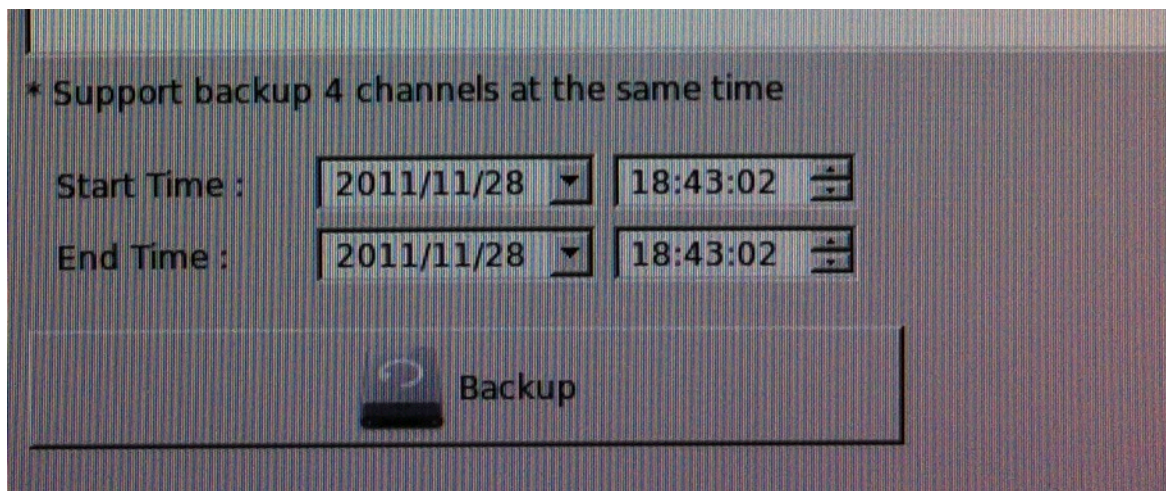 * Support backup 4 channels at the same time
Start Time : 2011/11/28 18:43:02
End Time : 2011/11/28 18:43:02
Backup